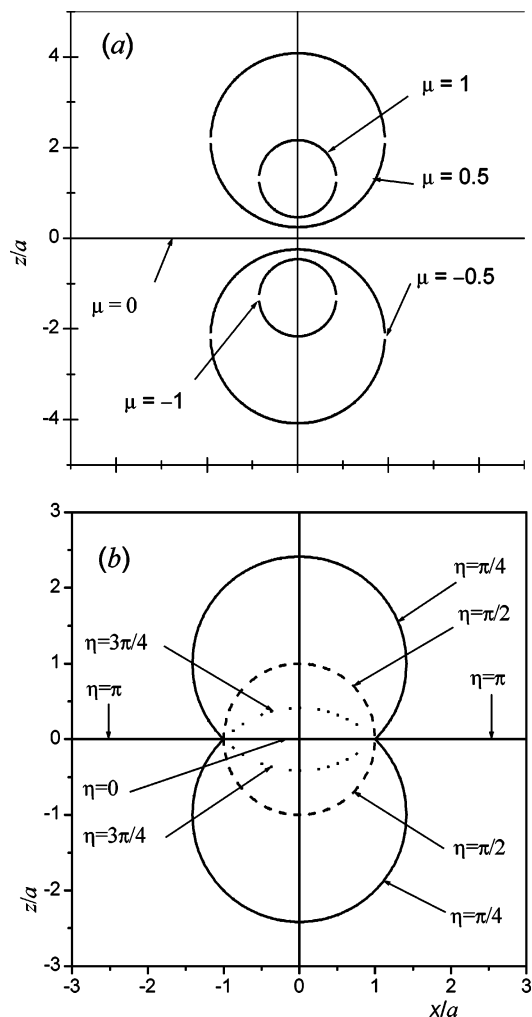 (a)
4
2
0
-2
-4
z/a
μ = 1
μ = 0.5
μ = 0
μ = −0.5
μ = −1
(b)
3
2
1
0
-1
-2
-3
z/a
η=π/4
η=π/2
η=3π/4
η=π
η=π
η=0
η=3π/4
η=π/2
η=π/4
-3 -2 -1 0 1 2 3
x/a